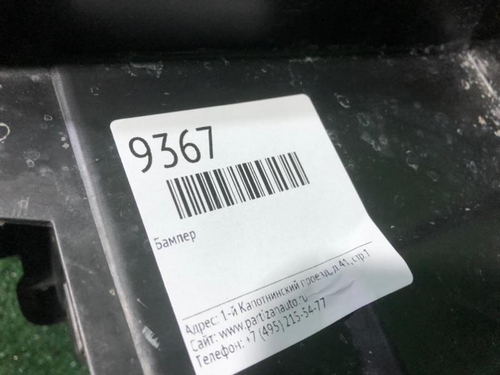 9367
Бампер
Адрес: 1-й Капотнинский проезд, д.41, стр.1
Сайт: www.partizanauto.ru
Телефон: +7 (495) 215-54-77